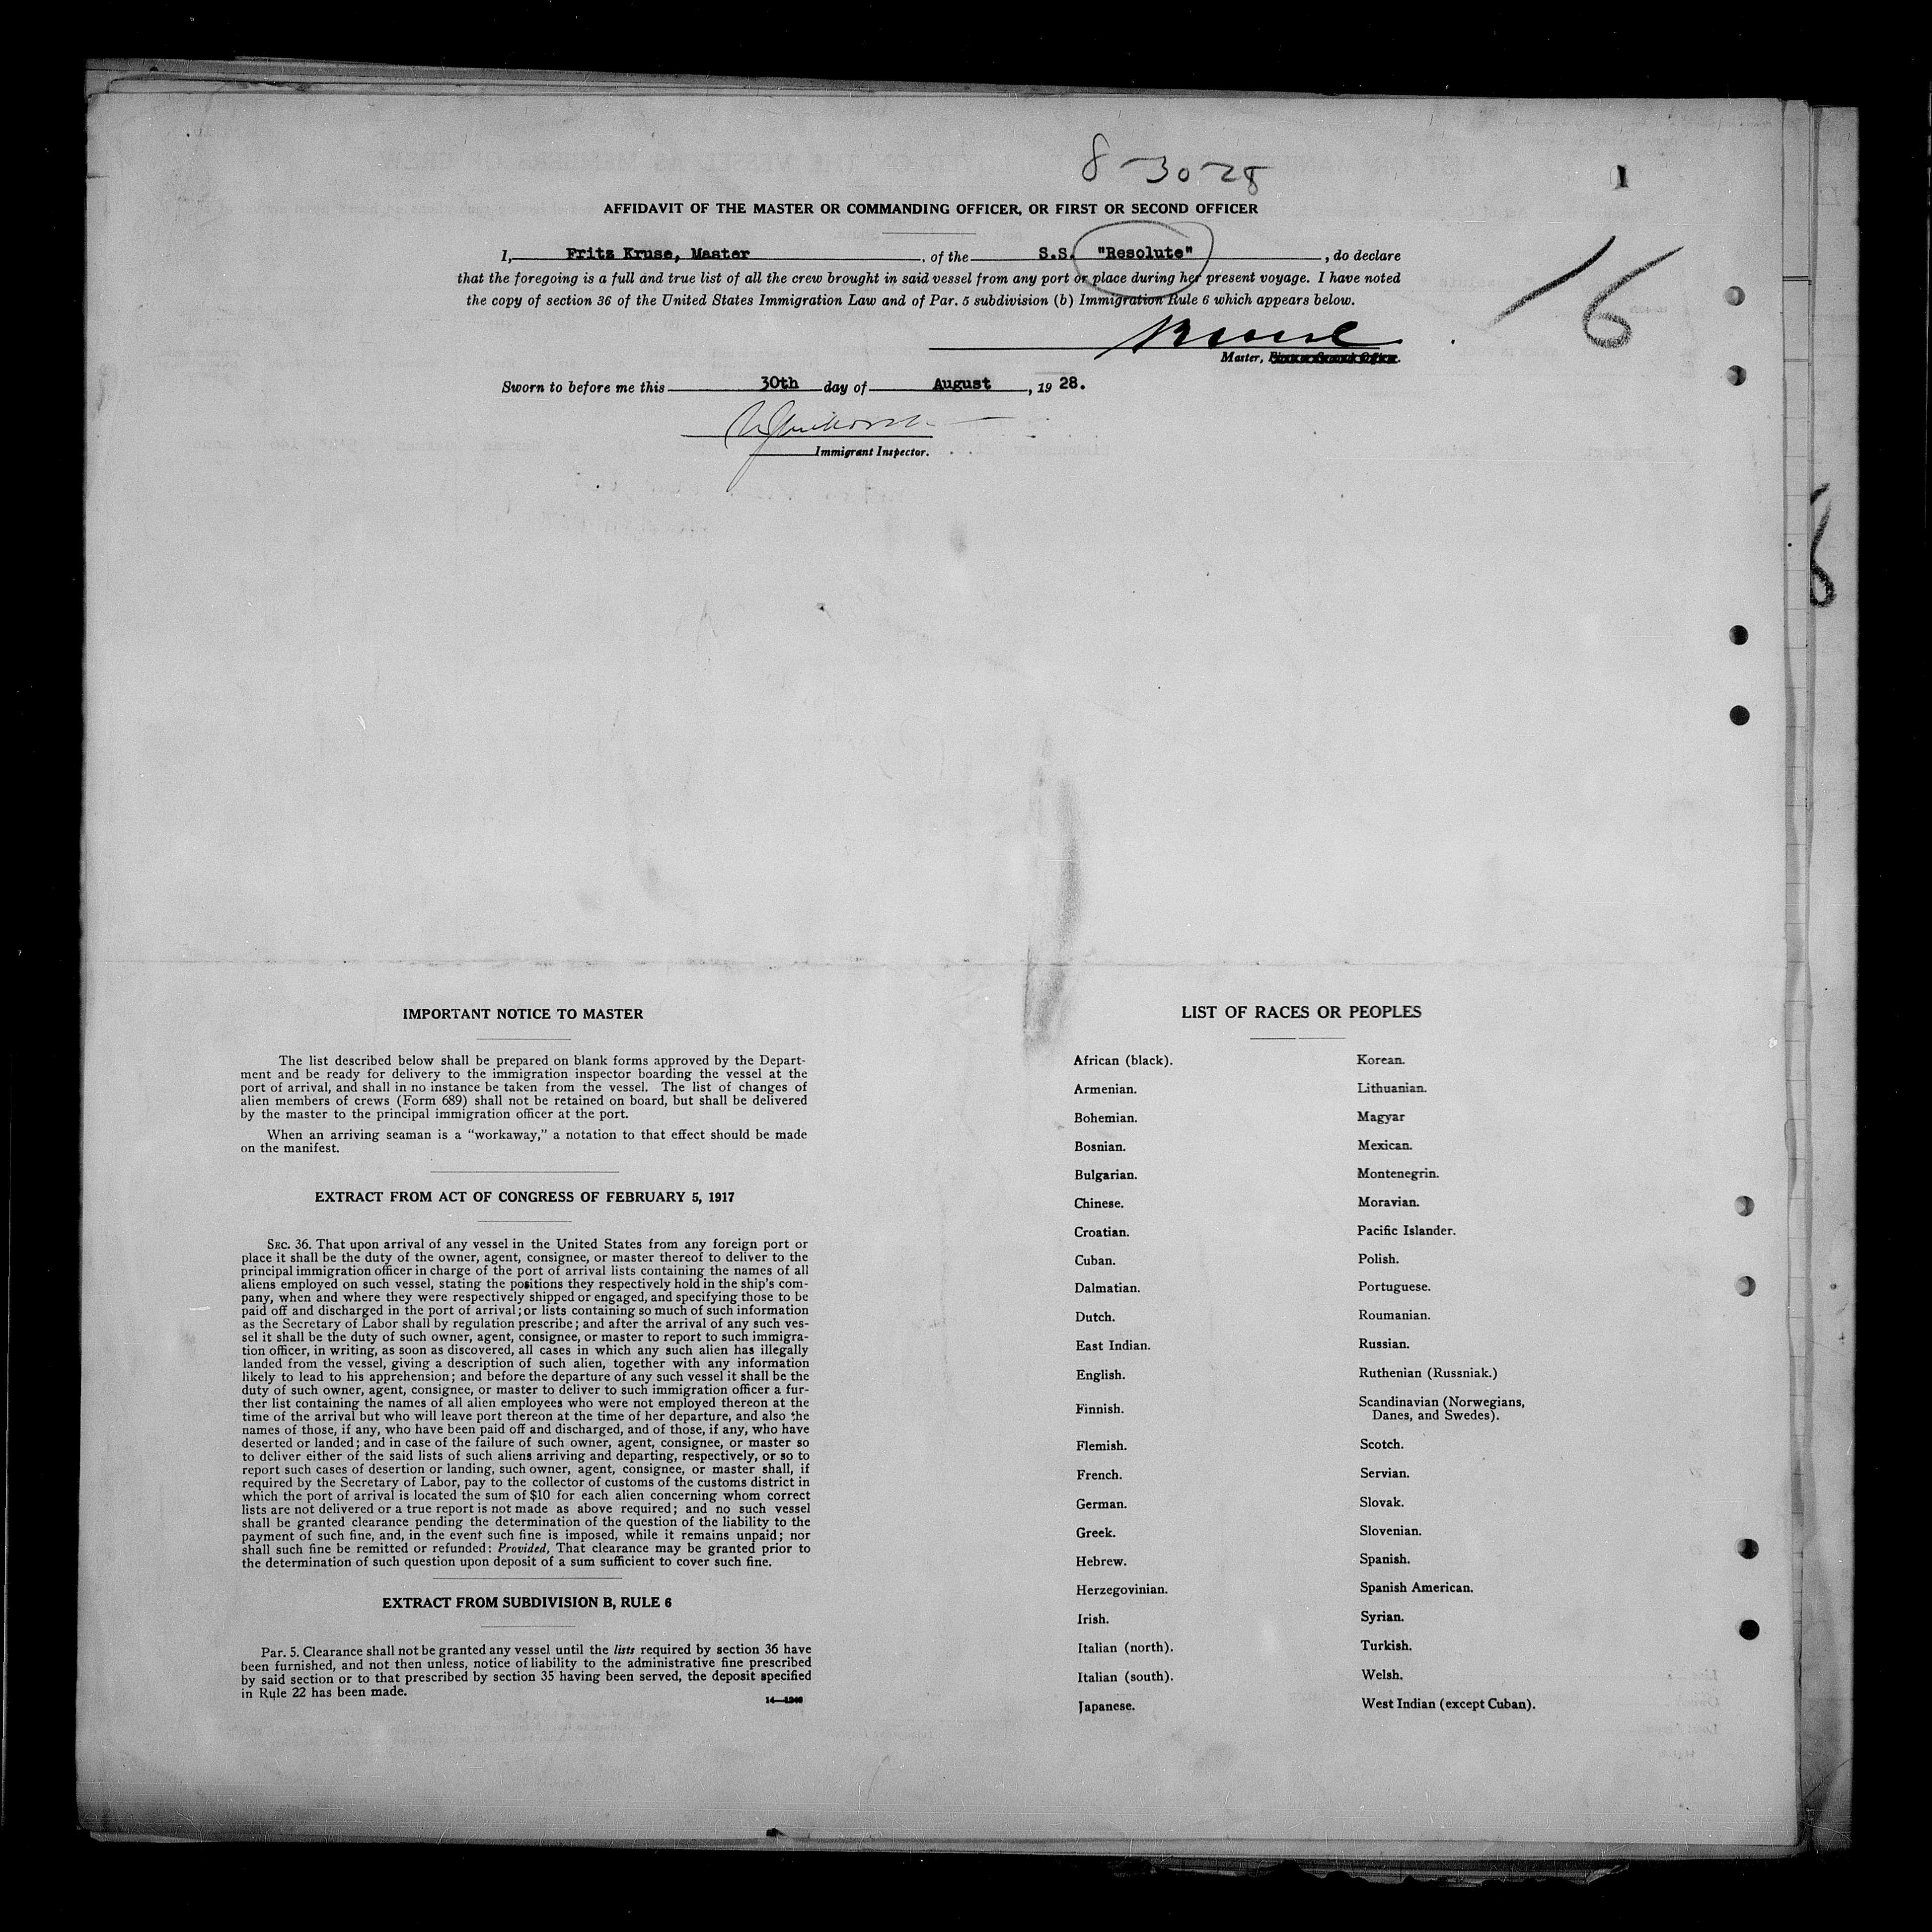 8-30-28
1
AFFIDAVIT OF THE MASTER OR COMMANDING OFFICER, OR FIRST OR SECOND OFFICER
I, Fritz Kruse, Master, of the S.S. "Resolute", do declare
that the foregoing is a full and true list of all the crew brought in said vessel from any port or place during her present voyage. I have noted
the copy of section 36 of the United States Immigration Law and of Par. 5 subdivision (b) Immigration Rule 6 which appears below.
16
Kruse
Master,
Sworn to before me this 30th day of August, 19 28.
Immigrant Inspector.
IMPORTANT NOTICE TO MASTER
The list described below shall be prepared on blank forms approved by the Depart-
ment and be ready for delivery to the immigration inspector boarding the vessel at the
port of arrival, and shall in no instance be taken from the vessel. The list of changes of
alien members of crews (Form 689) shall not be retained on board, but shall be delivered
by the master to the principal immigration officer at the port.
When an arriving seaman is a "workaway," a notation to that effect should be made
on the manifest.
EXTRACT FROM ACT OF CONGRESS OF FEBRUARY 5, 1917
SEC. 36. That upon arrival of any vessel in the United States from any foreign port or
place it shall be the duty of the owner, agent, consignee, or master thereof to deliver to the
principal immigration officer in charge of the port of arrival lists containing the names of all
aliens employed on such vessel, stating the positions they respectively hold in the ship's com-
pany, when and where they were respectively shipped or engaged, and specifying those to be
paid off and discharged in the port of arrival; or lists containing so much of such information
as the Secretary of Labor shall by regulation prescribe; and after the arrival of any such ves-
sel it shall be the duty of such owner, agent, consignee, or master to report to such immigra-
tion officer, in writing, as soon as discovered, all cases in which any such alien has illegally
landed from the vessel, giving a description of such alien, together with any information
likely to lead to his apprehension; and before the departure of any such vessel it shall be the
duty of such owner, agent, consignee, or master to deliver to such immigration officer a fur-
ther list containing the names of all alien employees who were not employed thereon at the
time of the arrival but who will leave port thereon at the time of her departure, and also the
names of those, if any, who have been paid off and discharged, and of those, if any, who have
deserted or landed; and in case of the failure of such owner, agent, consignee, or master so
to deliver either of the said lists of such aliens arriving and departing, respectively, or so to
report such cases of desertion or landing, such owner, agent, consignee, or master shall, if
required by the Secretary of Labor, pay to the collector of customs of the customs district in
which the port of arrival is located the sum of $10 for each alien concerning whom correct
lists are not delivered or a true report is not made as above required; and no such vessel
shall be granted clearance pending the determination of the question of the liability to the
payment of such fine, and, in the event such fine is imposed, while it remains unpaid; nor
shall such fine be remitted or refunded: Provided, That clearance may be granted prior to
the determination of such question upon deposit of a sum sufficient to cover such fine.
EXTRACT FROM SUBDIVISION B, RULE 6
Par. 5. Clearance shall not be granted any vessel until the lists required by section 36 have
been furnished, and not then unless, notice of liability to the administrative fine prescribed
by said section or to that prescribed by section 35 having been served, the deposit specified
in Rule 22 has been made.
14—1240
LIST OF RACES OR PEOPLES
African (black).
Armenian.
Bohemian.
Bosnian.
Bulgarian.
Chinese.
Croatian.
Cuban.
Dalmatian.
Dutch.
East Indian.
English.
Finnish.
Flemish.
French.
German.
Greek.
Hebrew.
Herzegovinian.
Irish.
Italian (north).
Italian (south).
Japanese.
Korean.
Lithuanian.
Magyar
Mexican.
Montenegrin.
Moravian.
Pacific Islander.
Polish.
Portuguese.
Roumanian.
Russian.
Ruthenian (Russniak.)
Scandinavian (Norwegians,
Danes, and Swedes).
Scotch.
Servian.
Slovak.
Slovenian.
Spanish.
Spanish American.
Syrian.
Turkish.
Welsh.
West Indian (except Cuban).